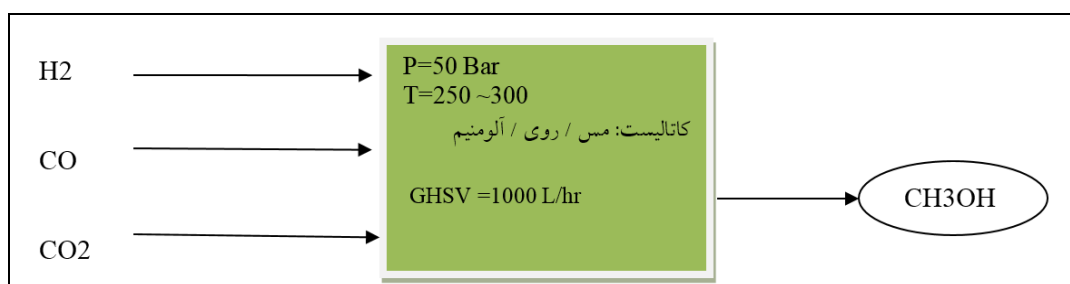 H2
CO
CO2
P=50 Bar
T=250 ~300
کاتالیست: مس / روی / آلومنیم
GHSV =1000 L/hr
CH3OH